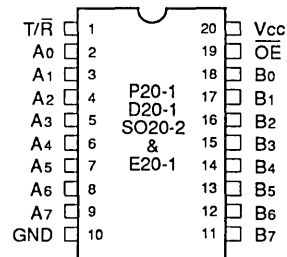 T/R̅ 1 20 Vcc
A0 2 19 O̅E̅
A1 3 18 B0
A2 4 P20-1 17 B1
A3 5 D20-1 16 B2
A4 6 SO20-2 15 B3
A5 7 & 14 B4
A6 8 E20-1 13 B5
A7 9 12 B6
GND 10 11 B7